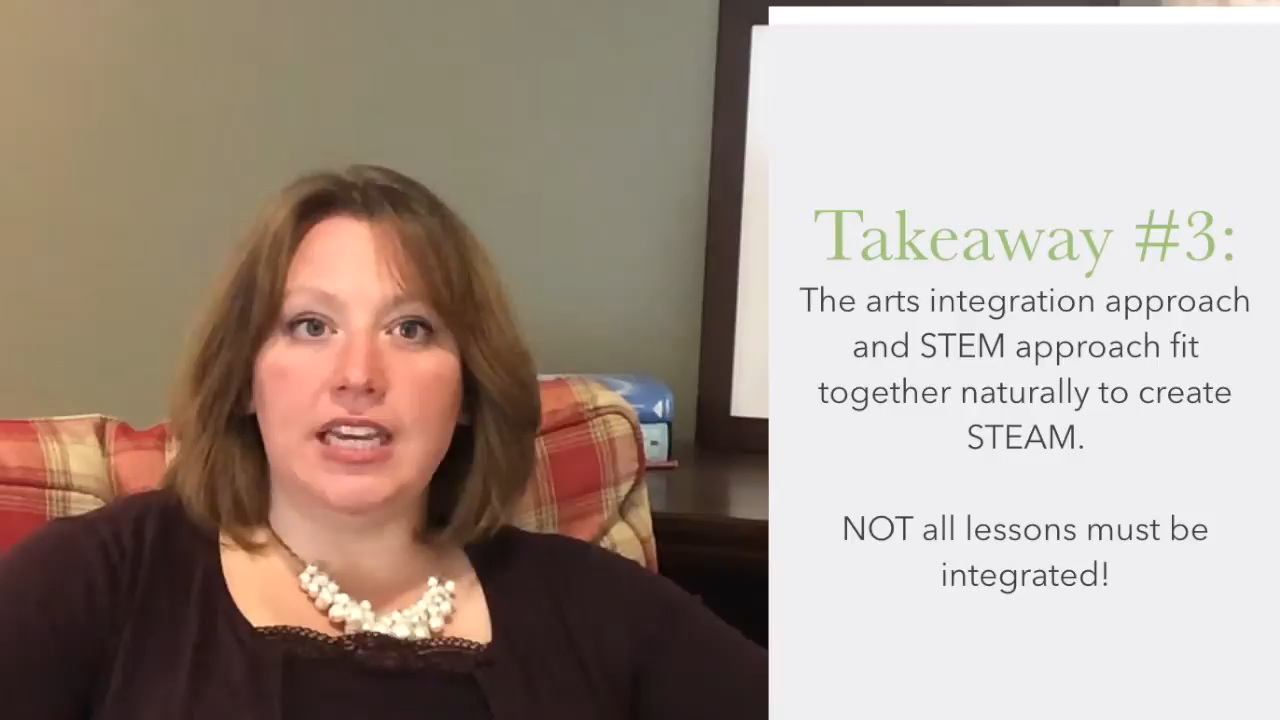 Takeaway #3:
The arts integration approach
and STEM approach fit
together naturally to create
STEAM.
NOT all lessons must be
integrated!